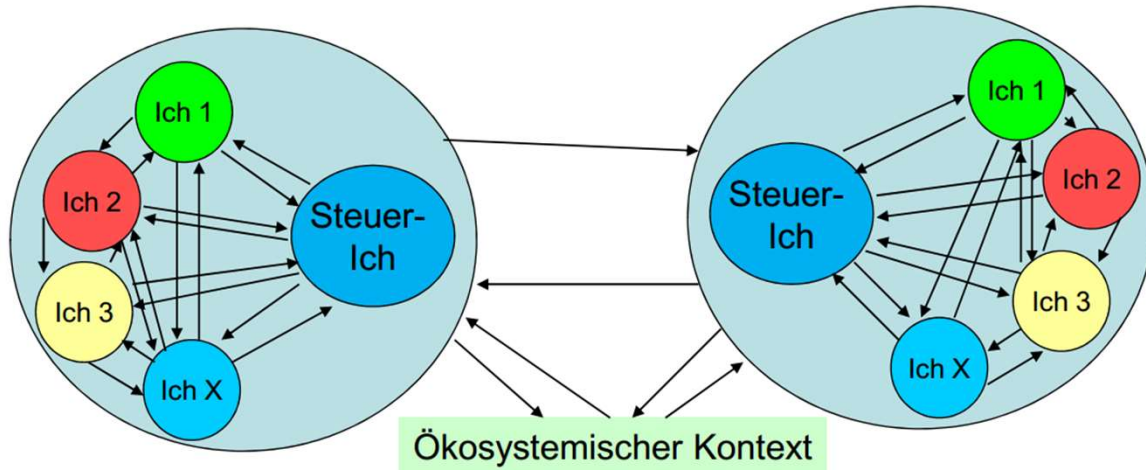 Ich 1
Ich 2
Steuer-
Ich
Ich 3
Ich X
Ich 1
Ich 2
Steuer-
Ich
Ich 3
Ich X
Ökosystemischer Kontext